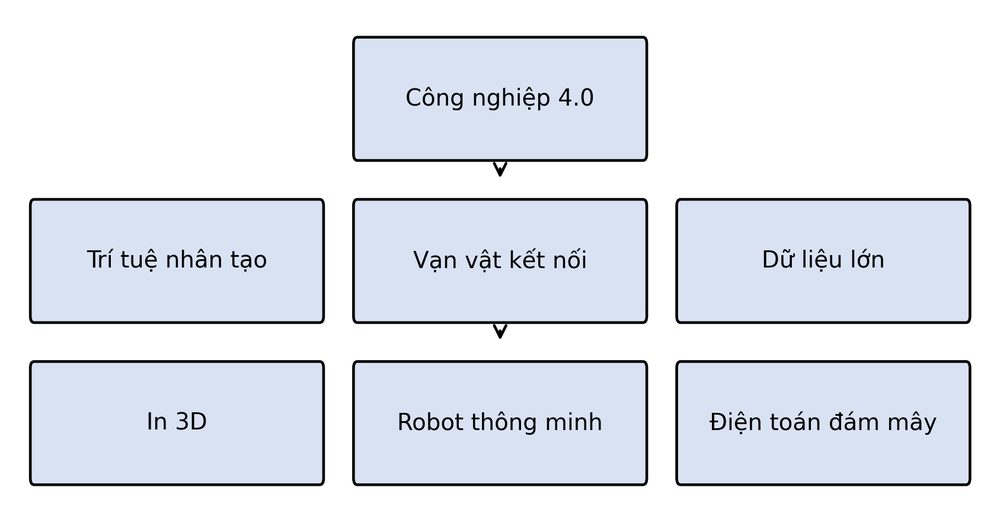 Công nghiệp 4.0
Trí tuệ nhân tạo
Vạn vật kết nối
Dữ liệu lớn
In 3D
Robot thông minh
Điện toán đám mây